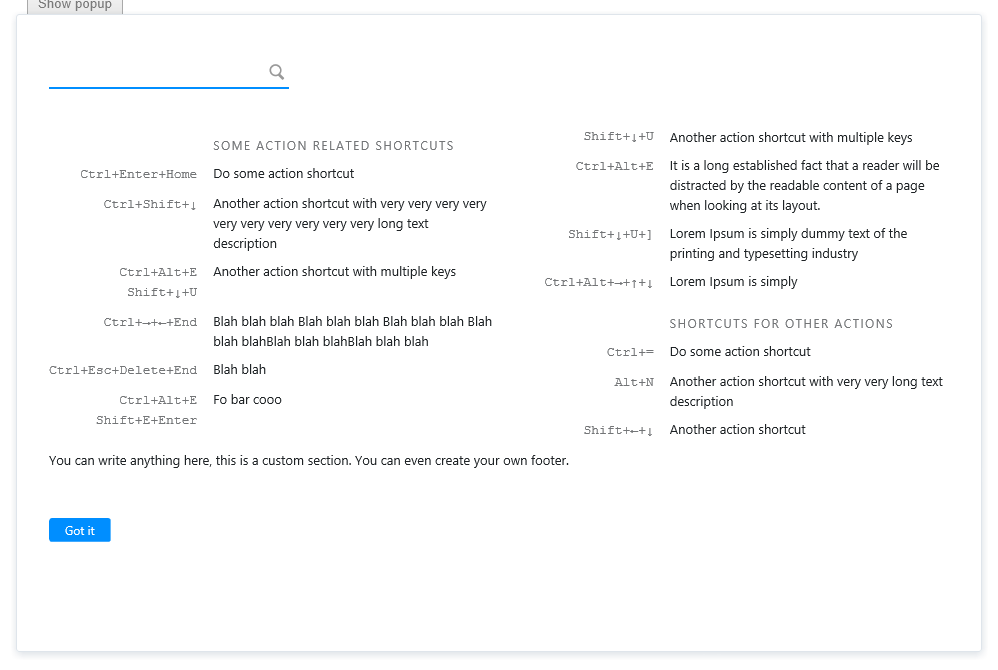 Show popup
SOME ACTION RELATED SHORTCUTS
Ctrl+Enter+Home Do some action shortcut
Ctrl+Shift+↓ Another action shortcut with very very very very
very very very very very very long text
description
Ctrl+Alt+E Another action shortcut with multiple keys
Shift+↓+U
Ctrl+→+←+End Blah blah blah Blah blah blah Blah blah blah Blah
blah blahBlah blah blahBlah blah blah
Ctrl+Esc+Delete+End Blah blah
Ctrl+Alt+E Fo bar cooo
Shift+E+Enter
Shift+↓+U Another action shortcut with multiple keys
Ctrl+Alt+E It is a long established fact that a reader will be
distracted by the readable content of a page
when looking at its layout.
Shift+↓+U+] Lorem Ipsum is simply dummy text of the
printing and typesetting industry
Ctrl+Alt+→+↑+↓ Lorem Ipsum is simply
SHORTCUTS FOR OTHER ACTIONS
Ctrl+= Do some action shortcut
Alt+N Another action shortcut with very very long text
description
Shift+←+↓ Another action shortcut
You can write anything here, this is a custom section. You can even create your own footer.
Got it